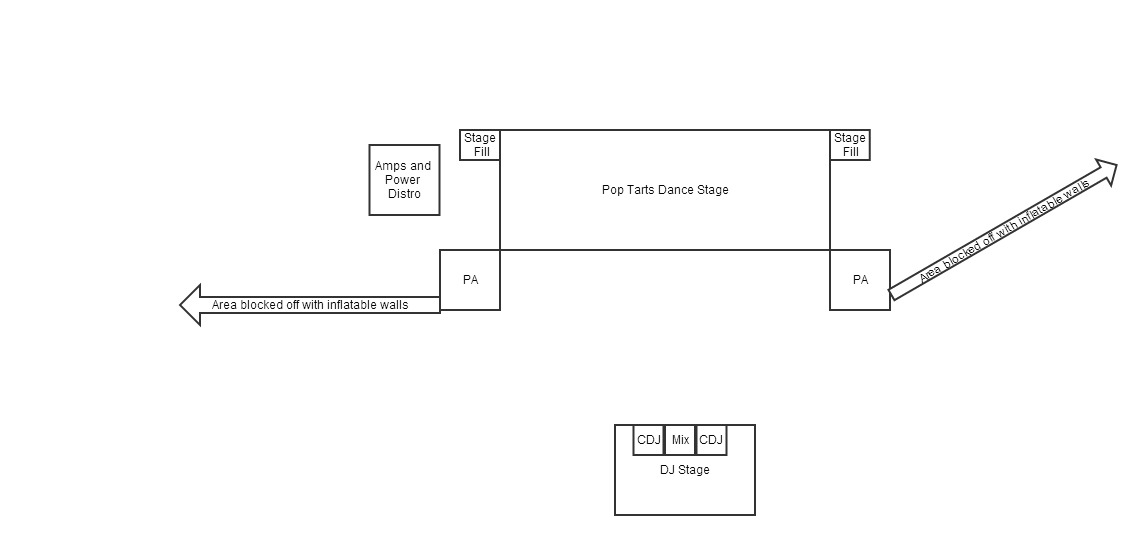 Stage
Fill
Stage
Fill
Amps and
Power
Distro
Pop Tarts Dance Stage
Area blocked off with inflatable walls
PA
PA
Area blocked off with inflatable walls
CDJ
Mix
CDJ
DJ Stage